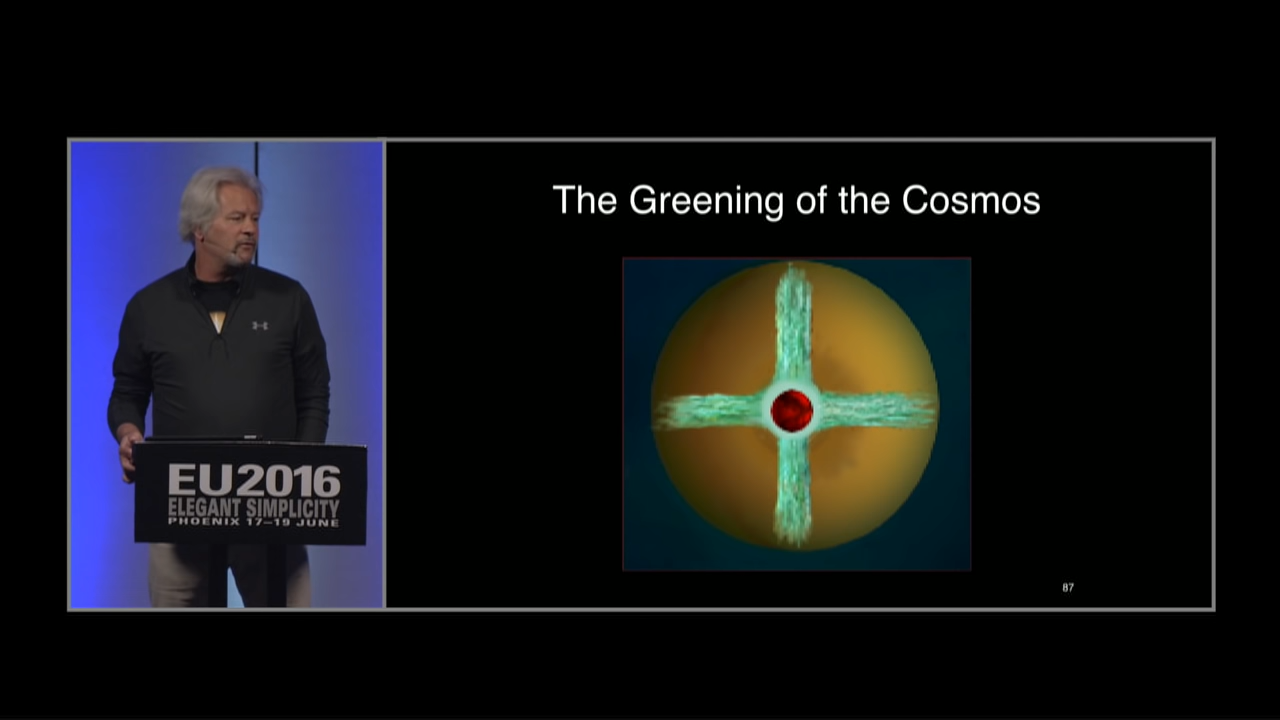 The Greening of the Cosmos
EU2016
ELEGANT SIMPLICITY
PHOENIX 17–19 JUNE
87